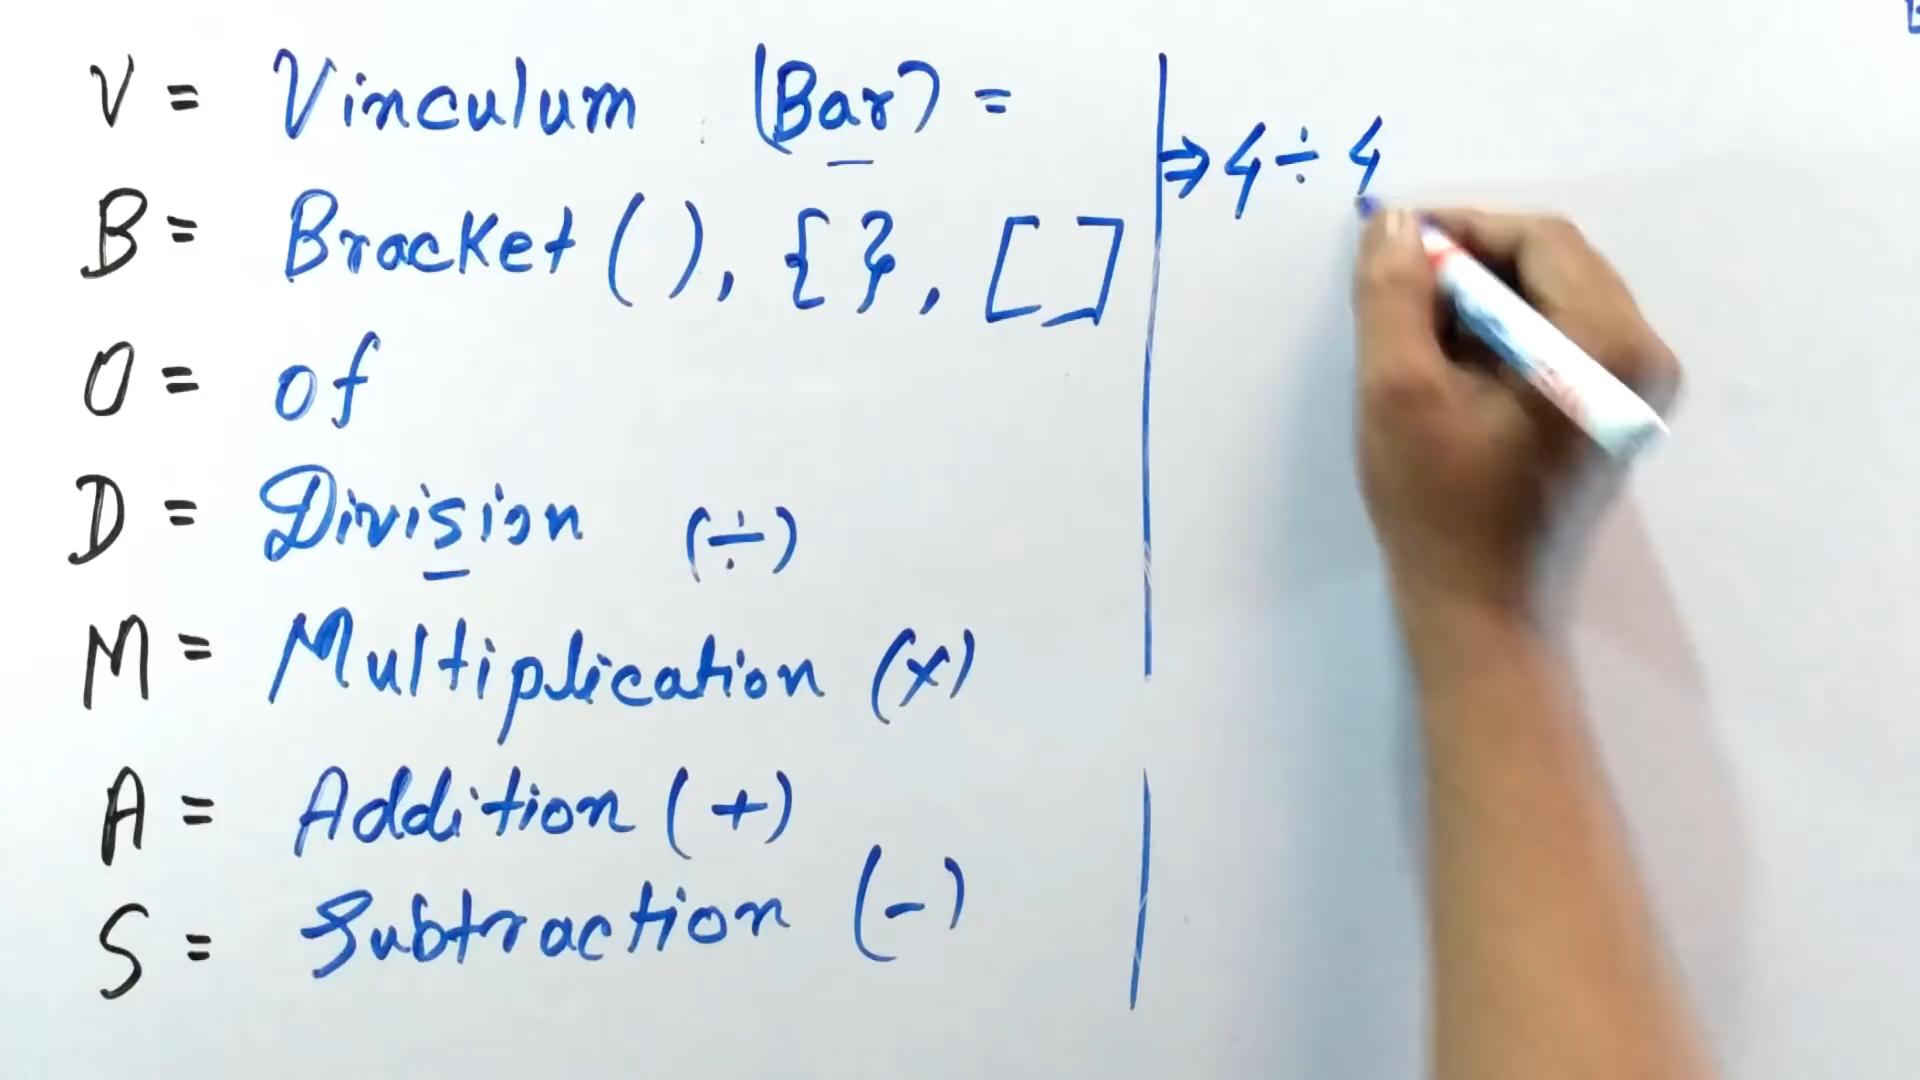 V = Vinculum (Bar) =
B = Bracket ( ), { }, [ ]
O = of
D = Division (÷)
M = Multiplication (×)
A = Addition (+)
S = Subtraction (-)
⇒ 4 ÷ 4